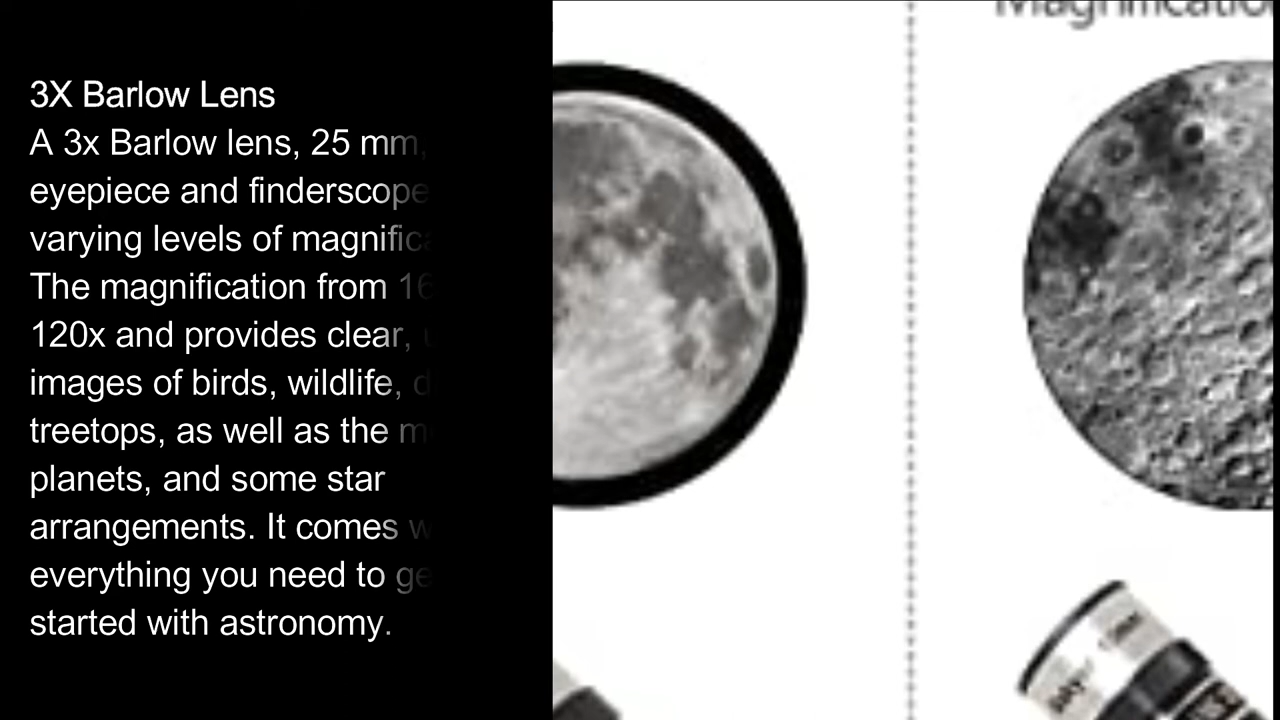 Magnification
3X Barlow Lens
A 3x Barlow lens, 25 mm,
eyepiece and finderscope
varying levels of
The magnification from
120x and provides clear,
images of birds, wildlife,
treetops, as well as the
planets, and some star
arrangements. It comes
everything you need to
started with astronomy.